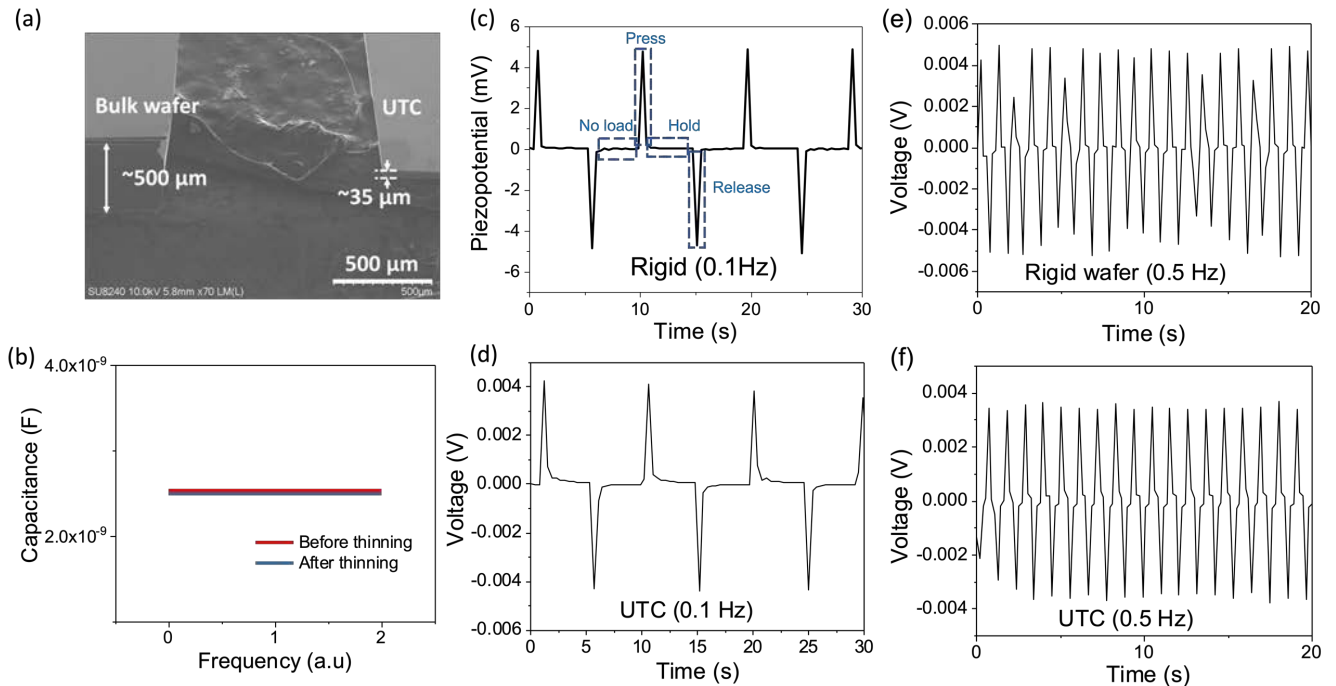 (a)
Bulk wafer
UTC
~500 µm
~35 µm
500 µm
SU8240 10.0kV 5.8mm x70 LM(L)
500µm
(b)
4.0x10⁻⁹
2.0x10⁻⁹
Capacitance (F)
Before thinning
After thinning
0
1
2
Frequency (a.u)
(c)
6
4
2
0
-2
-4
-6
Piezopotential (mV)
Press
No load
Hold
Release
Rigid (0.1Hz)
0
10
20
30
Time (s)
(d)
0.004
0.002
0.000
-0.002
-0.004
-0.006
Voltage (V)
UTC (0.1 Hz)
0
5
10
15
20
25
30
Time (s)
(e)
0.006
0.004
0.002
0.000
-0.002
-0.004
-0.006
Voltage (V)
Rigid wafer (0.5 Hz)
0
10
20
Time (s)
(f)
0.004
0.002
0.000
-0.002
-0.004
Voltage (V)
UTC (0.5 Hz)
0
10
20
Time (s)